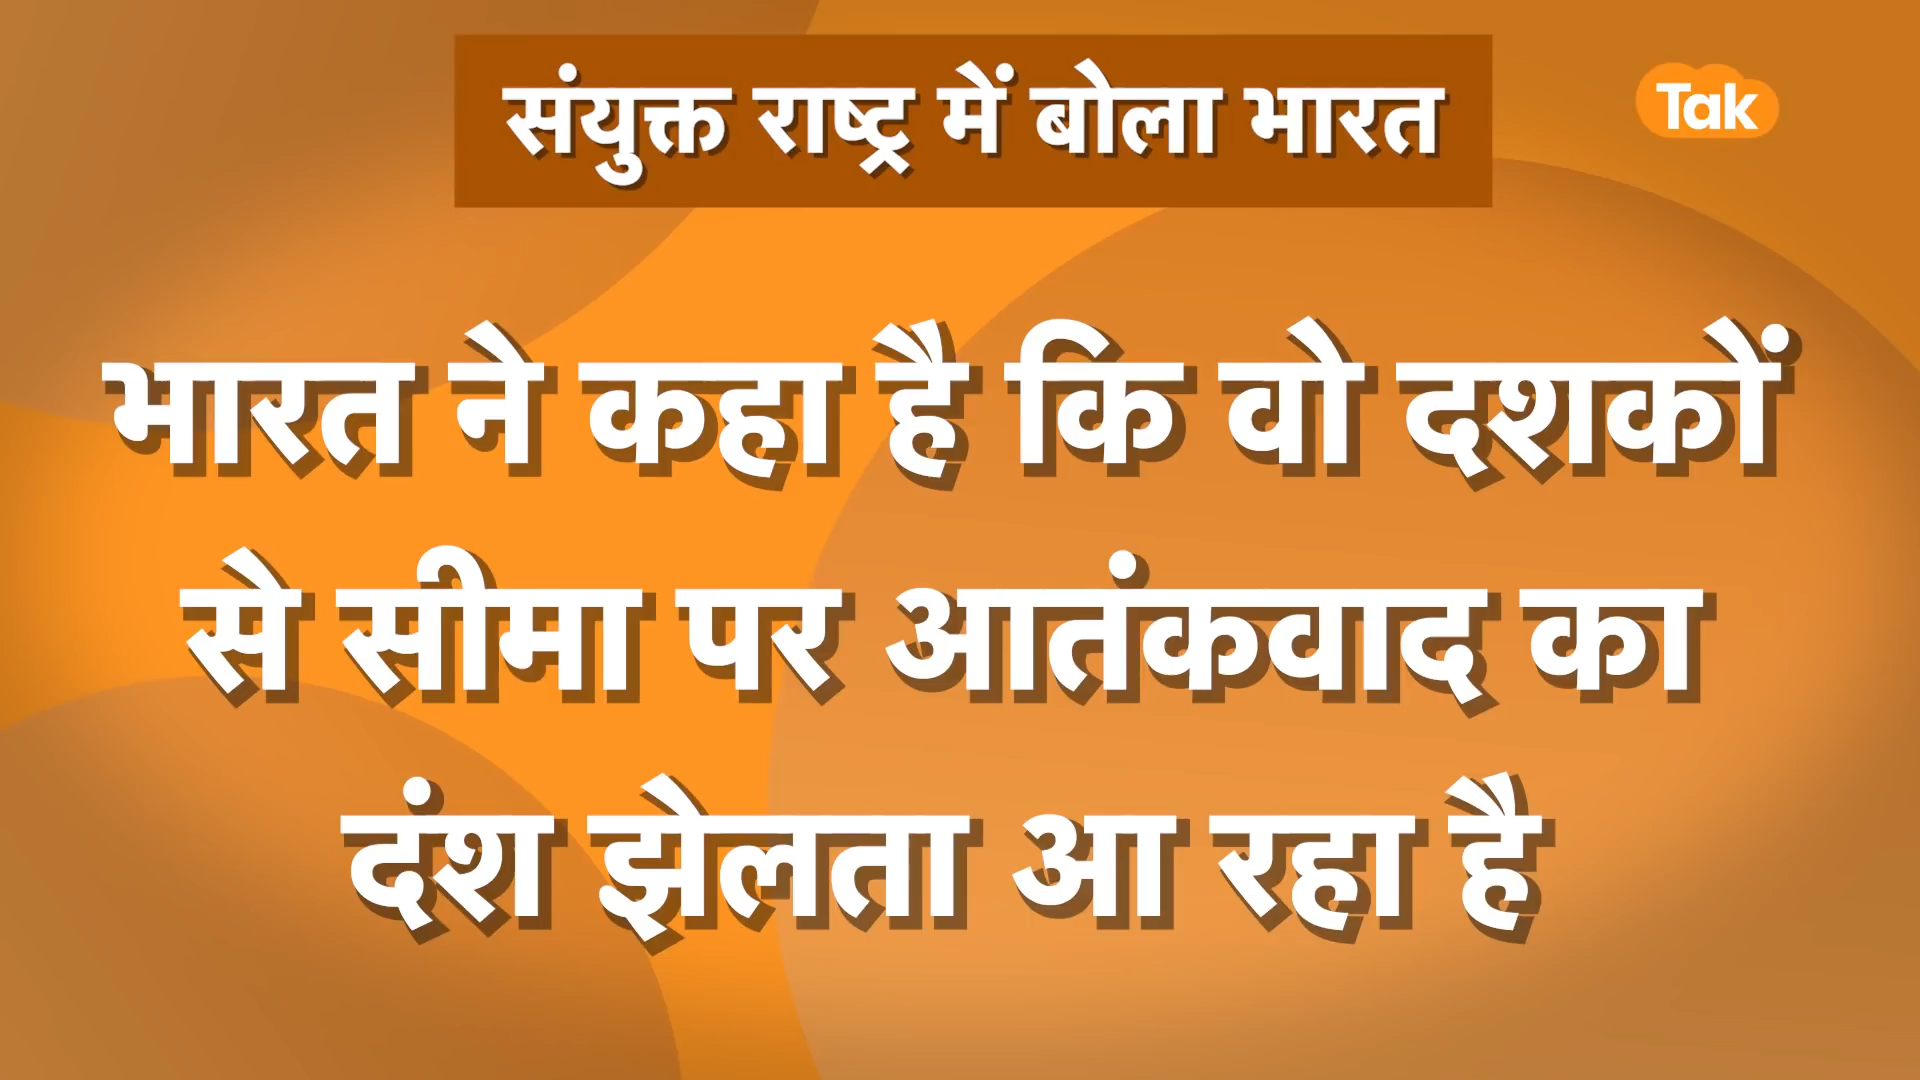 संयुक्त राष्ट्र में बोला भारत
Tak
भारत ने कहा है कि वो दशकों
से सीमा पर आतंकवाद का
दंश झेलता आ रहा है